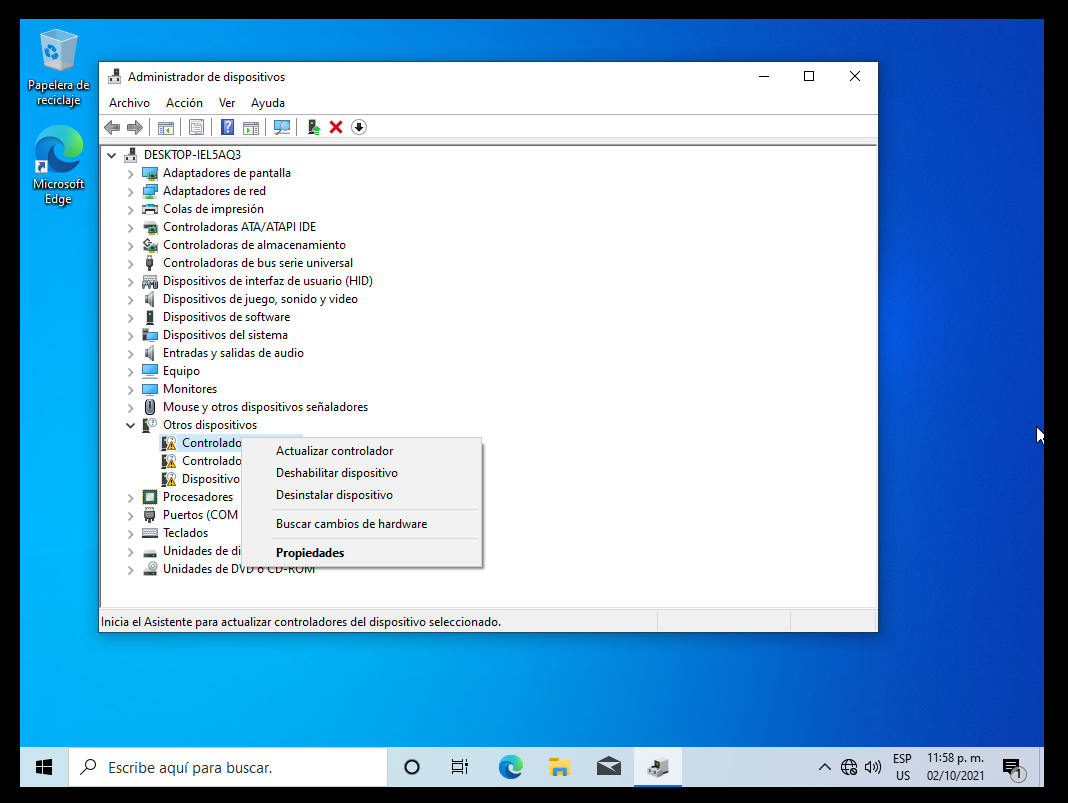 Papelera de
reciclaje
Microsoft
Edge
Administrador de dispositivos
Archivo Acción Ver Ayuda
DESKTOP-IEL5AQ3
Adaptadores de pantalla
Adaptadores de red
Colas de impresión
Controladoras ATA/ATAPI IDE
Controladoras de almacenamiento
Controladoras de bus serie universal
Dispositivos de interfaz de usuario (HID)
Dispositivos de juego, sonido y video
Dispositivos de software
Dispositivos del sistema
Entradas y salidas de audio
Equipo
Monitores
Mouse y otros dispositivos señaladores
Otros dispositivos
Controlado
Controlado
Dispositivo
Procesadores
Puertos (COM
Teclados
Unidades de di
Unidades de DVD o CD-ROM
Actualizar controlador
Deshabilitar dispositivo
Desinstalar dispositivo
Buscar cambios de hardware
Propiedades
Inicia el Asistente para actualizar controladores del dispositivo seleccionado.
Escribe aquí para buscar.
ESP
US
11:58 p. m.
02/10/2021
1